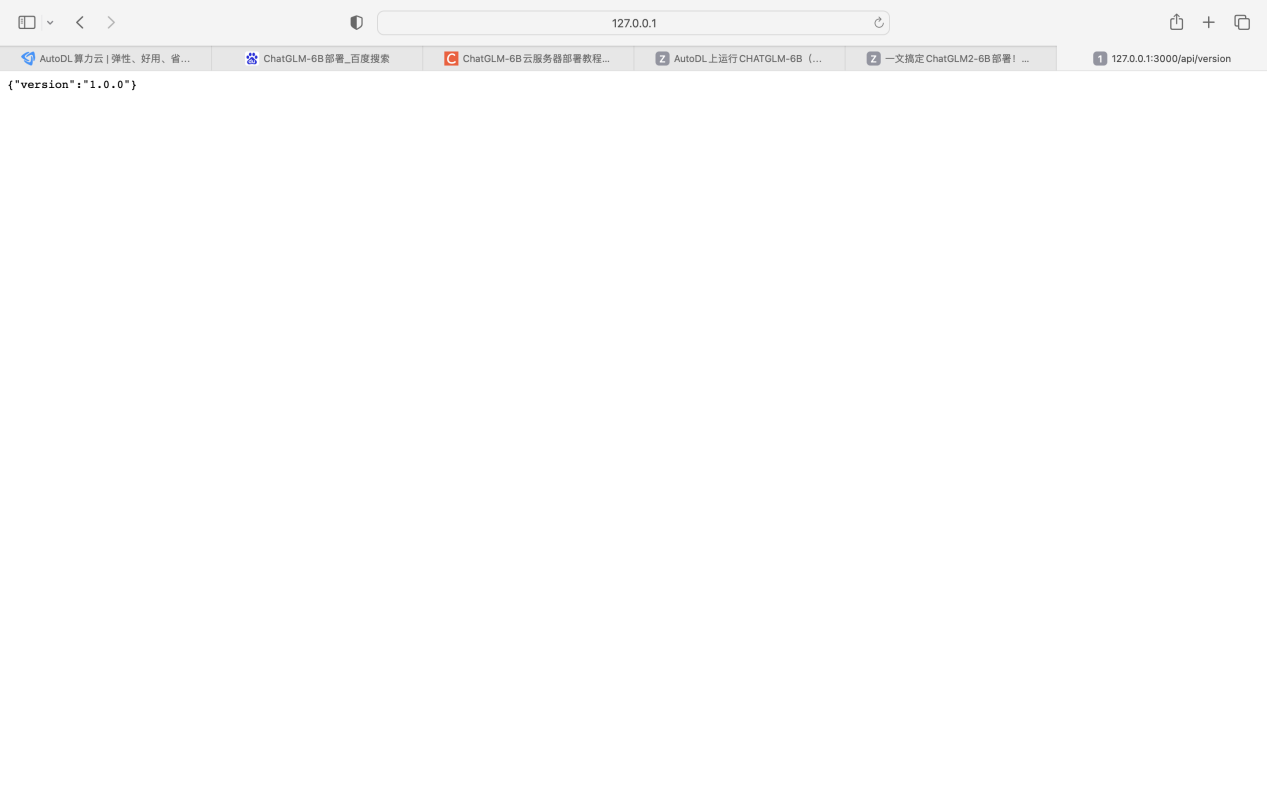 127.0.0.1
AutoDL算力云 | 弹性、好用、省...
ChatGLM-6B部署_百度搜索
C ChatGLM-6B云服务器部署教程...
Z AutoDL上运行CHATGLM-6B（...
Z 一文搞定ChatGLM2-6B部署！...
1 127.0.0.1:3000/api/version
{"version":"1.0.0"}